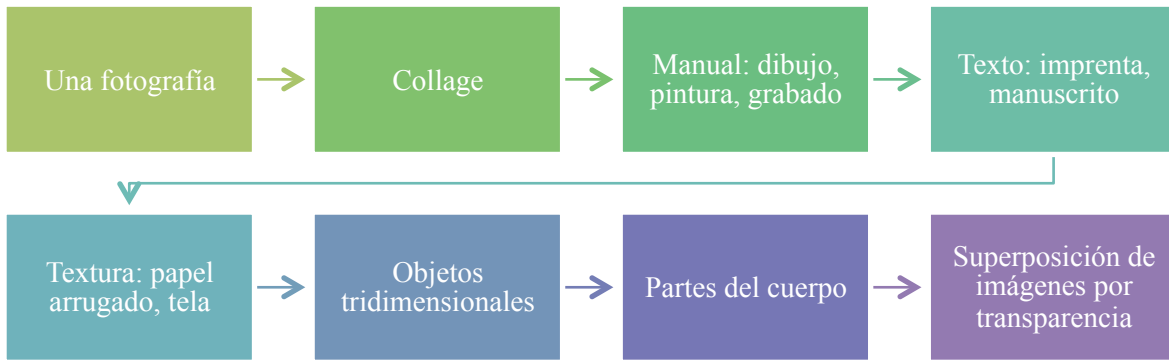 Una fotografía
Collage
Manual: dibujo,
pintura, grabado
Texto: imprenta,
manuscrito
Textura: papel
arrugado, tela
Objetos
tridimensionales
Partes del cuerpo
Superposición de
imágenes por
transparencia